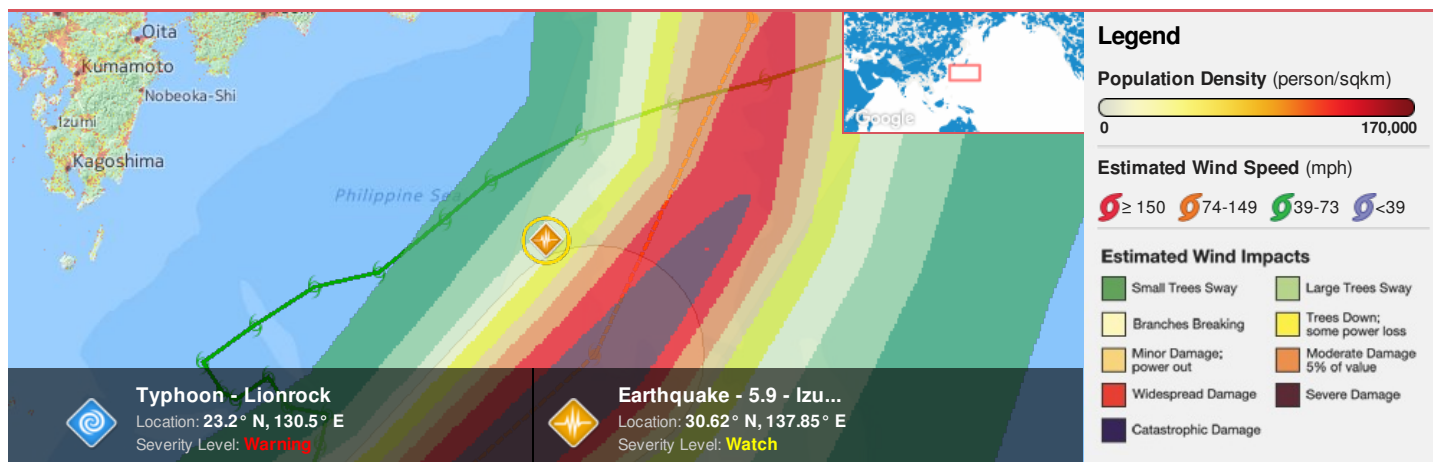 Oita
Kumamoto
Nobeoka-Shi
Izumi
Kagoshima
Philippine Sea
Google
Typhoon - Lionrock
Location: 23.2° N, 130.5° E
Severity Level: Warning
Earthquake - 5.9 - Izu...
Location: 30.62° N, 137.85° E
Severity Level: Watch
Legend
Population Density (person/sqkm)
0 170,000
Estimated Wind Speed (mph)
≥ 150 74-149 39-73 <39
Estimated Wind Impacts
Small Trees Sway Large Trees Sway
Branches Breaking Trees Down;
some power loss
Minor Damage;
power out Moderate Damage
5% of value
Widespread Damage Severe Damage
Catastrophic Damage